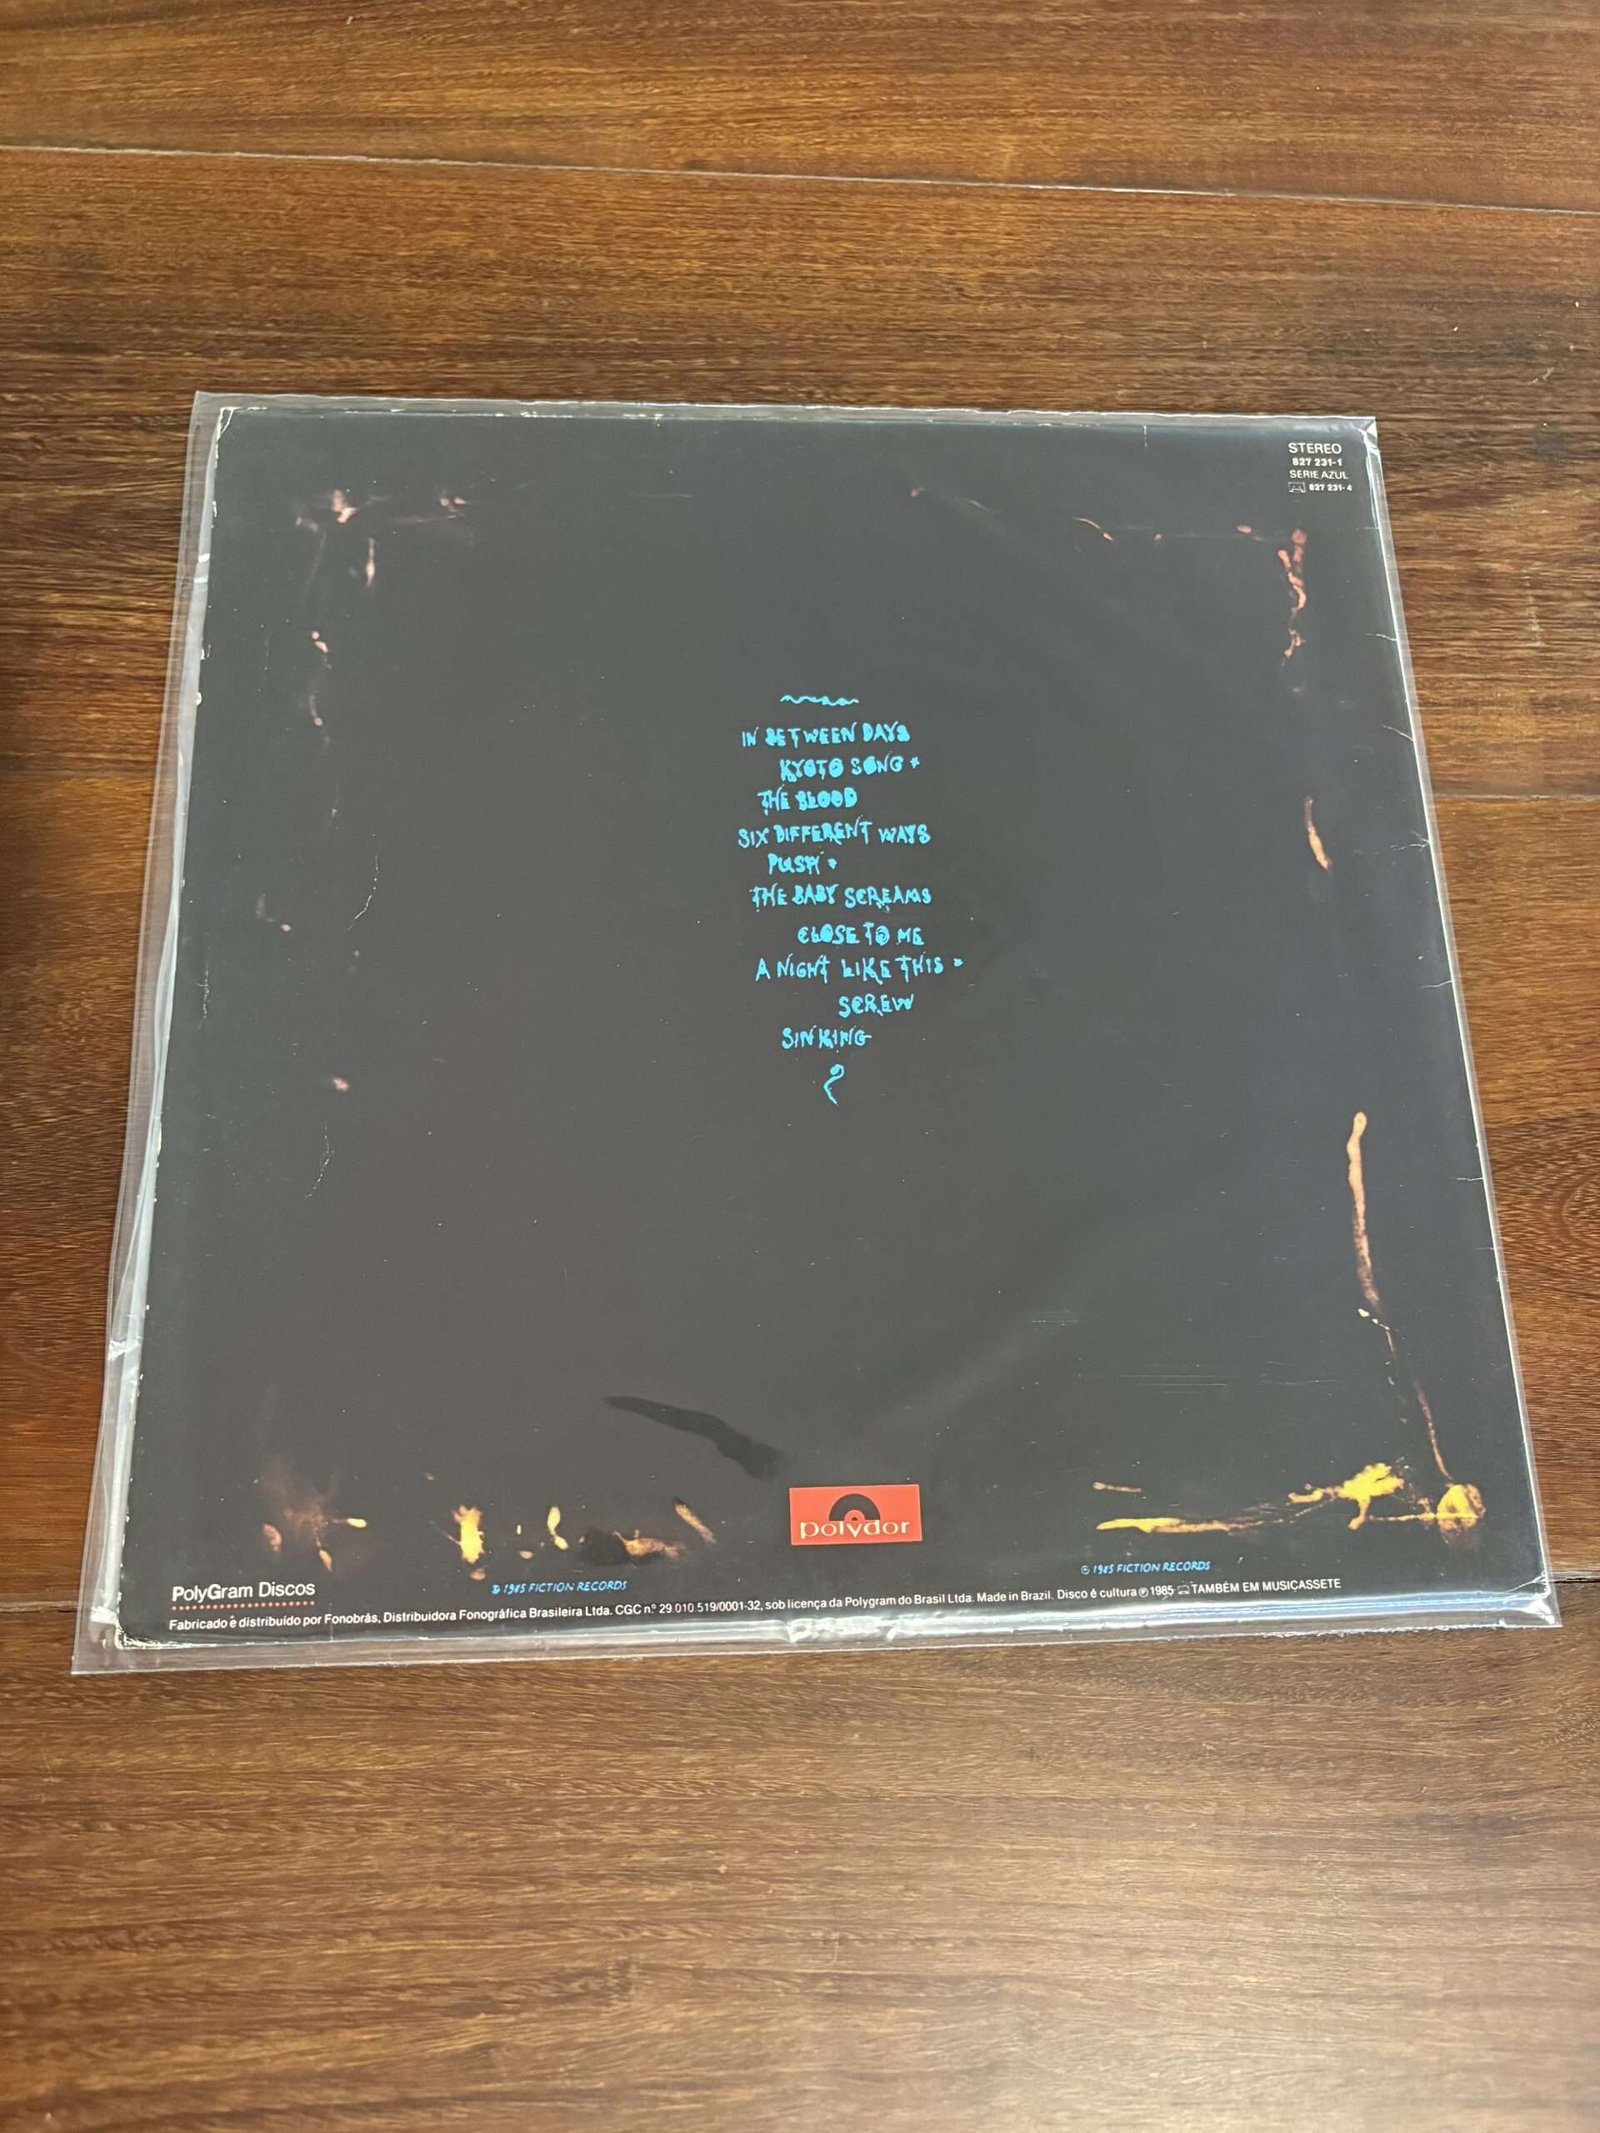 STEREO
827 231-1
SERIE AZUL
827 231-4
IN BETWEEN DAYS
KYOTO SONG *
THE BLOOD
SIX DIFFERENT WAYS
PUSH *
THE BABY SCREAMS
CLOSE TO ME
A NIGHT LIKE THIS *
SCREW
SINKING
polydor
℗ 1985 FICTION RECORDS
© 1985 FICTION RECORDS
PolyGram Discos
Fabricado e distribuído por Fonobrás, Distribuidora Fonográfica Brasileira Ltda. CGC n.º 29.010.519/0001-32, sob licença da Polygram do Brasil Ltda. Made in Brazil. Disco é cultura ℗ 1985 TAMBÉM EM MUSICASSETE